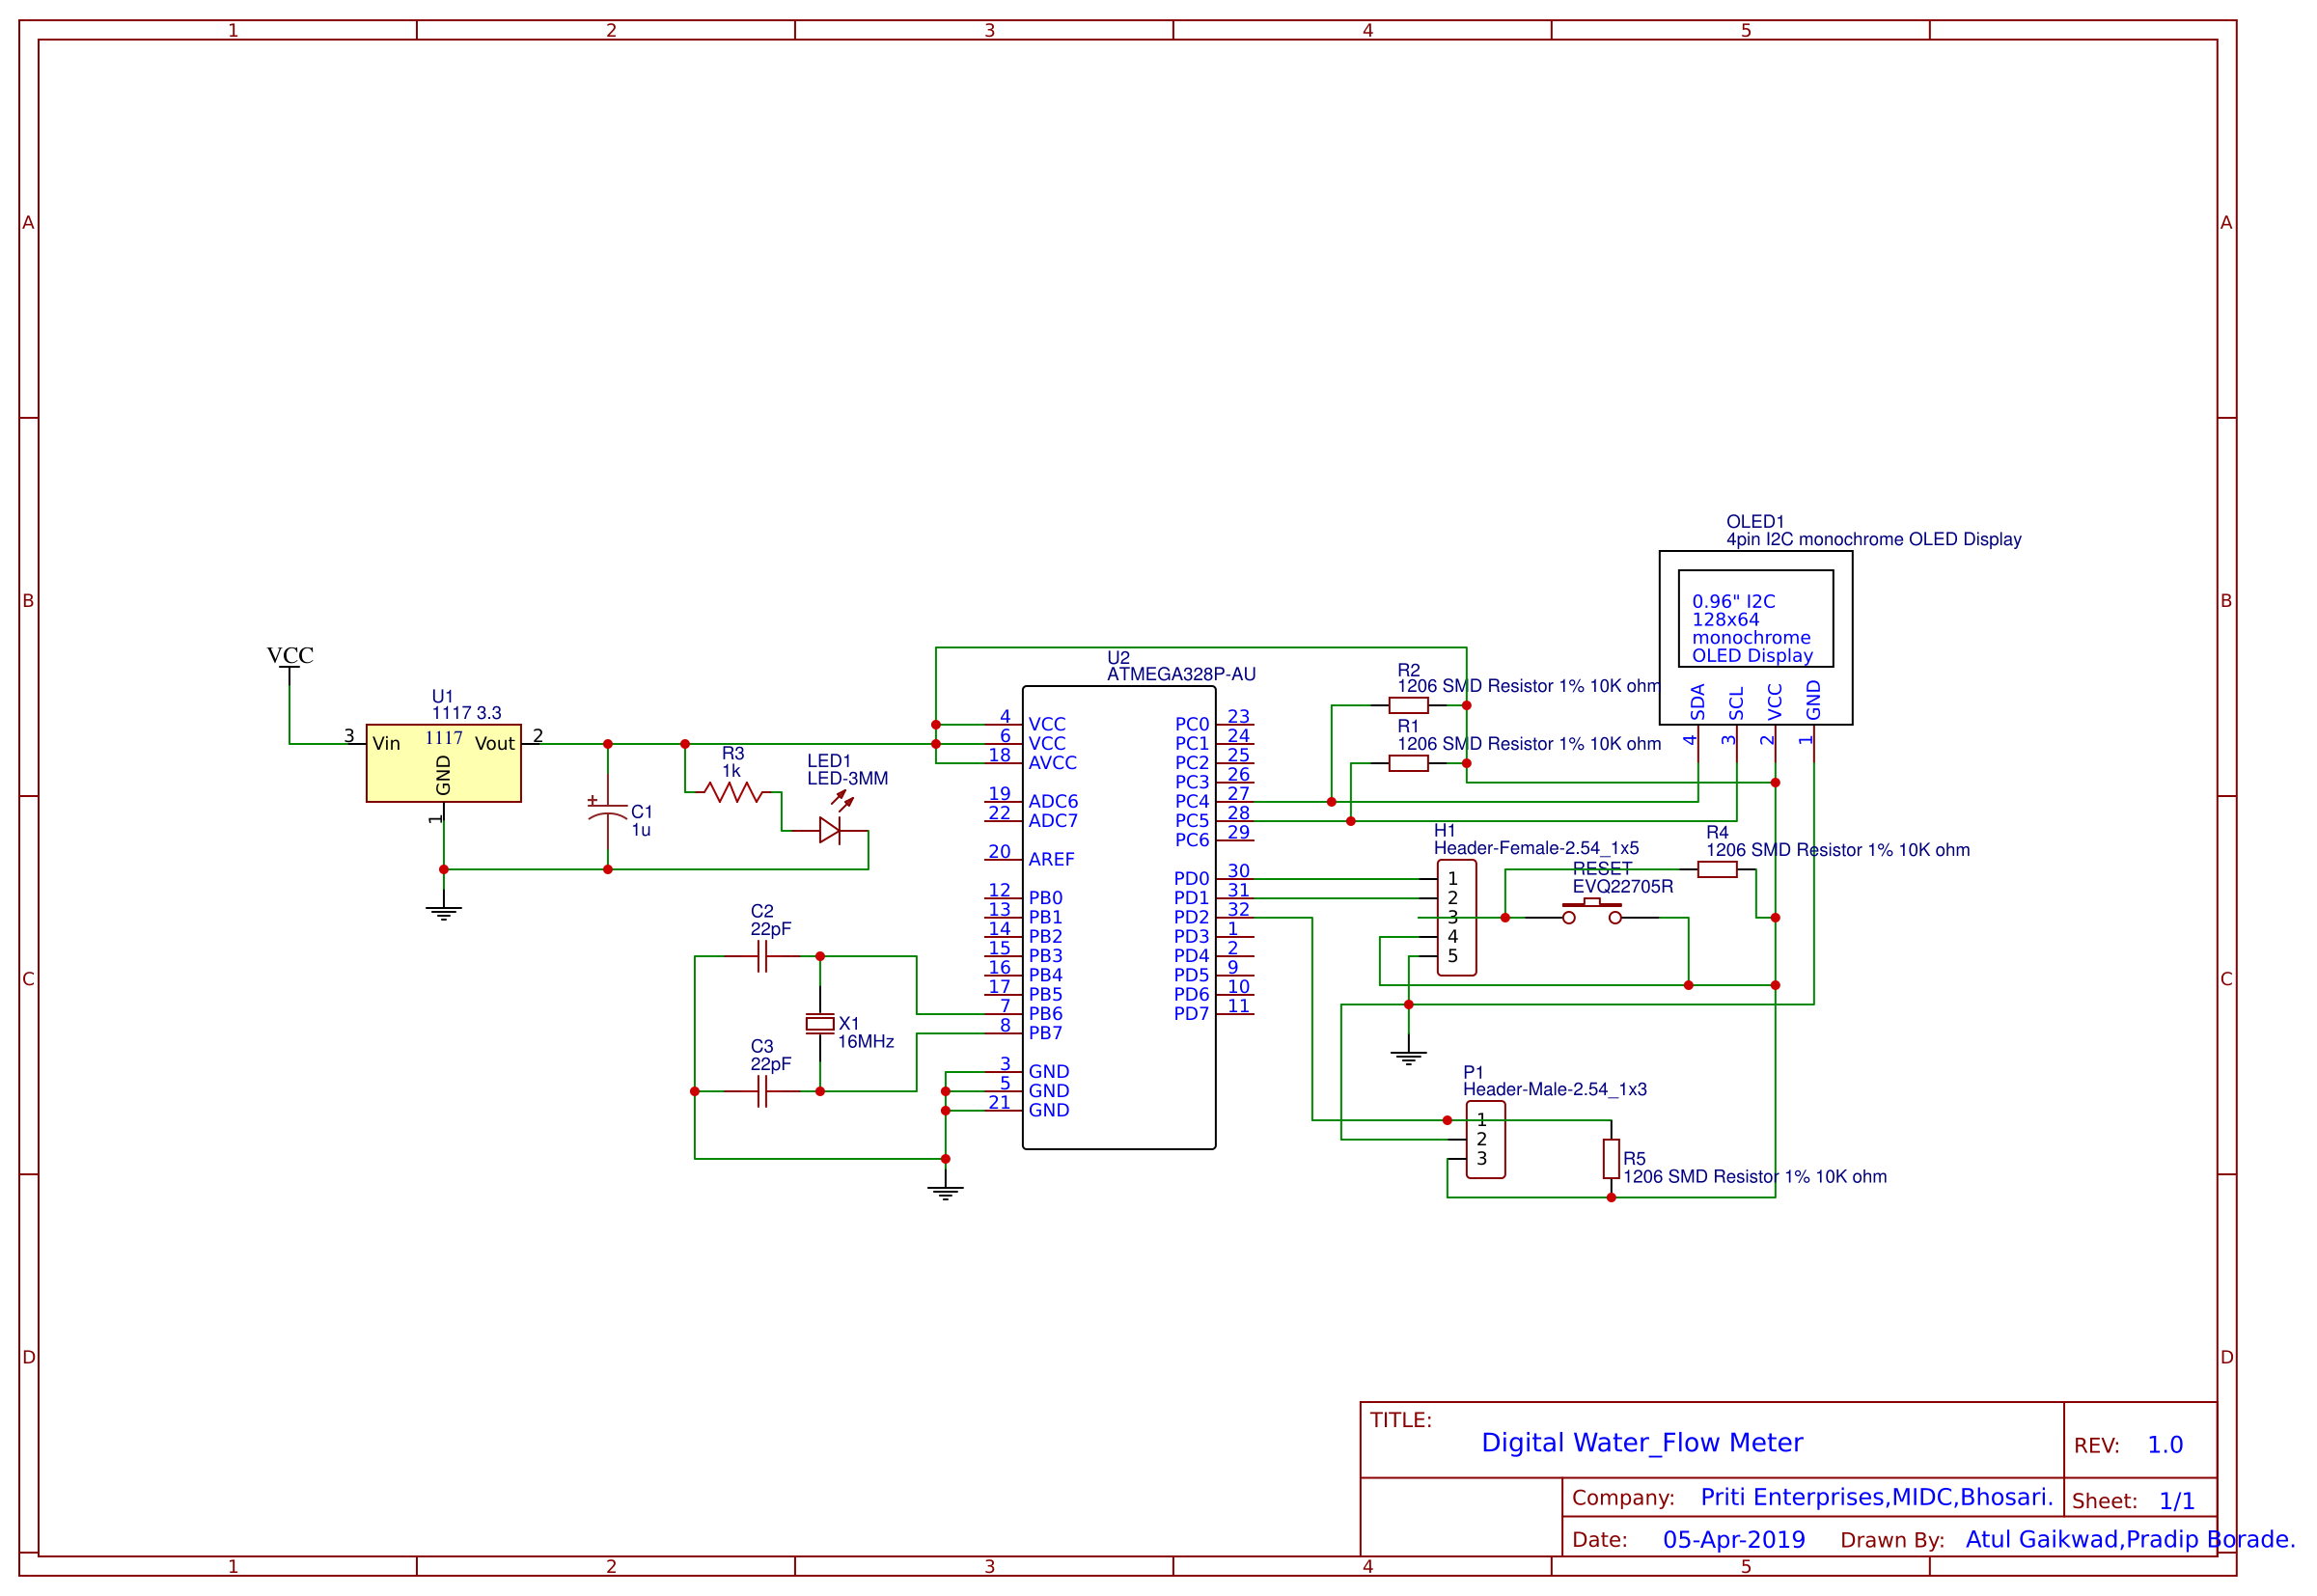 1 2 3 4 5
A A
B B
C C
D D
VCC
U1
1117 3.3
3 Vin 1117 Vout 2
GND
1
C1
1u
R3
1k
LED1
LED-3MM
C2
22pF
X1
16MHz
C3
22pF
U2
ATMEGA328P-AU
4 VCC
6 VCC
18 AVCC
19 ADC6
22 ADC7
20 AREF
12 PB0
13 PB1
14 PB2
15 PB3
16 PB4
17 PB5
7 PB6
8 PB7
3 GND
5 GND
21 GND
PC0 23
PC1 24
PC2 25
PC3 26
PC4 27
PC5 28
PC6 29
PD0 30
PD1 31
PD2 32
PD3 1
PD4 2
PD5 9
PD6 10
PD7 11
R2
1206 SMD Resistor 1% 10K ohm
R1
1206 SMD Resistor 1% 10K ohm
OLED1
4pin I2C monochrome OLED Display
0.96" I2C
128x64
monochrome
OLED Display
SDA SCL VCC GND
4 3 2 1
H1
Header-Female-2.54_1x5
1
2
3
4
5
RESET
EVQ22705R
R4
1206 SMD Resistor 1% 10K ohm
P1
Header-Male-2.54_1x3
1
2
3
R5
1206 SMD Resistor 1% 10K ohm
TITLE:
Digital Water_Flow Meter
REV: 1.0
Company: Priti Enterprises,MIDC,Bhosari.
Sheet: 1/1
Date: 05-Apr-2019 Drawn By: Atul Gaikwad,Pradip Borade.
1 2 3 4 5